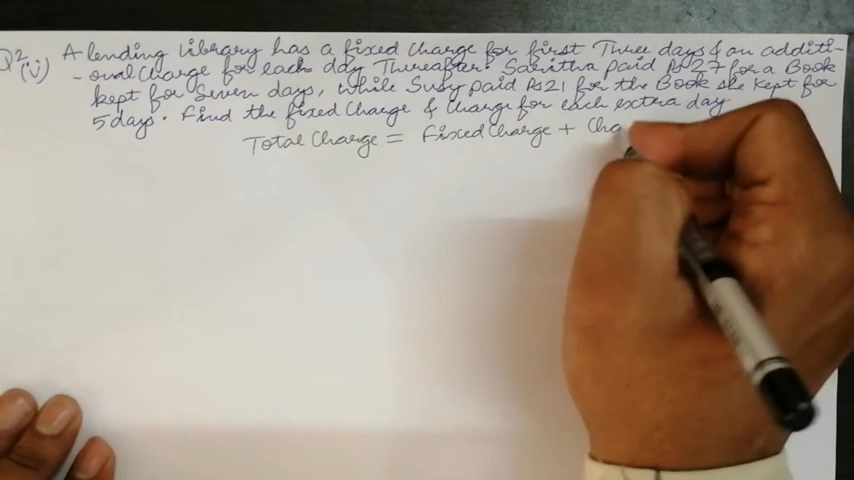 Q2 A lending library has a fixed charge for first Three days & an additi-
(v) -onal charge for each day Thereafter. Saritha paid Rs27 for a Book
kept for Seven days, while Susy paid Rs21 for the Book she kept for
5 days. Find the fixed Charge & Charge for each extra day
Total Charge = Fixed Charge + Cha